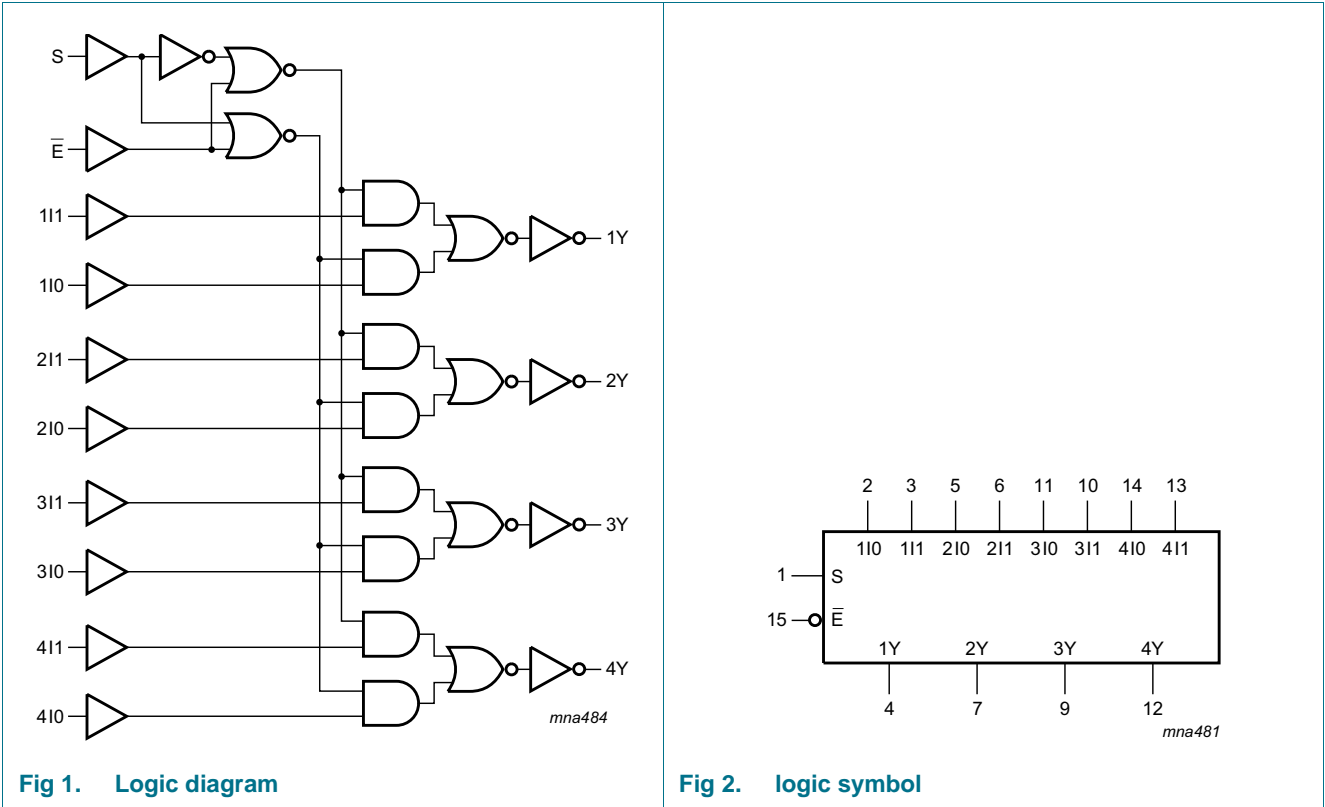 S
E̅
1I1
1I0
2I1
2I0
3I1
3I0
4I1
4I0
1Y
2Y
3Y
4Y
mna484
Fig 1. Logic diagram
2 3 5 6 11 10 14 13
1I0 1I1 2I0 2I1 3I0 3I1 4I0 4I1
1 S
15 E̅
1Y 2Y 3Y 4Y
4 7 9 12
mna481
Fig 2. logic symbol